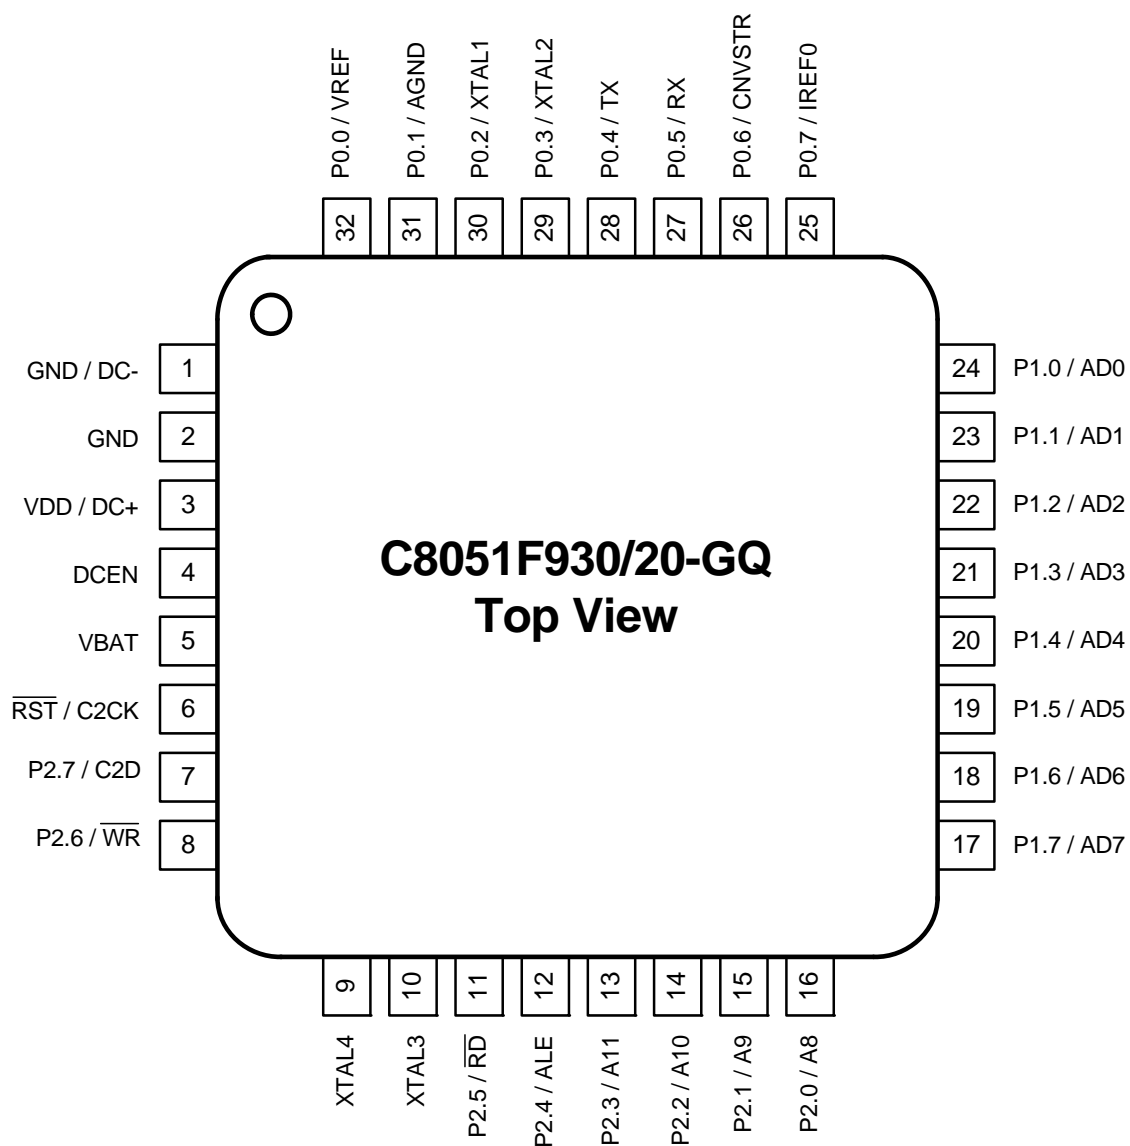 P0.0 / VREF
P0.1 / AGND
P0.2 / XTAL1
P0.3 / XTAL2
P0.4 / TX
P0.5 / RX
P0.6 / CNVSTR
P0.7 / IREF0
32
31
30
29
28
27
26
25
GND / DC-
1
GND
2
VDD / DC+
3
DCEN
4
VBAT
5
R̅S̅T̅ / C2CK
6
P2.7 / C2D
7
P2.6 / W̅R̅
8
C8051F930/20-GQ
Top View
24
P1.0 / AD0
23
P1.1 / AD1
22
P1.2 / AD2
21
P1.3 / AD3
20
P1.4 / AD4
19
P1.5 / AD5
18
P1.6 / AD6
17
P1.7 / AD7
9
10
11
12
13
14
15
16
XTAL4
XTAL3
P2.5 / R̅D̅
P2.4 / ALE
P2.3 / A11
P2.2 / A10
P2.1 / A9
P2.0 / A8